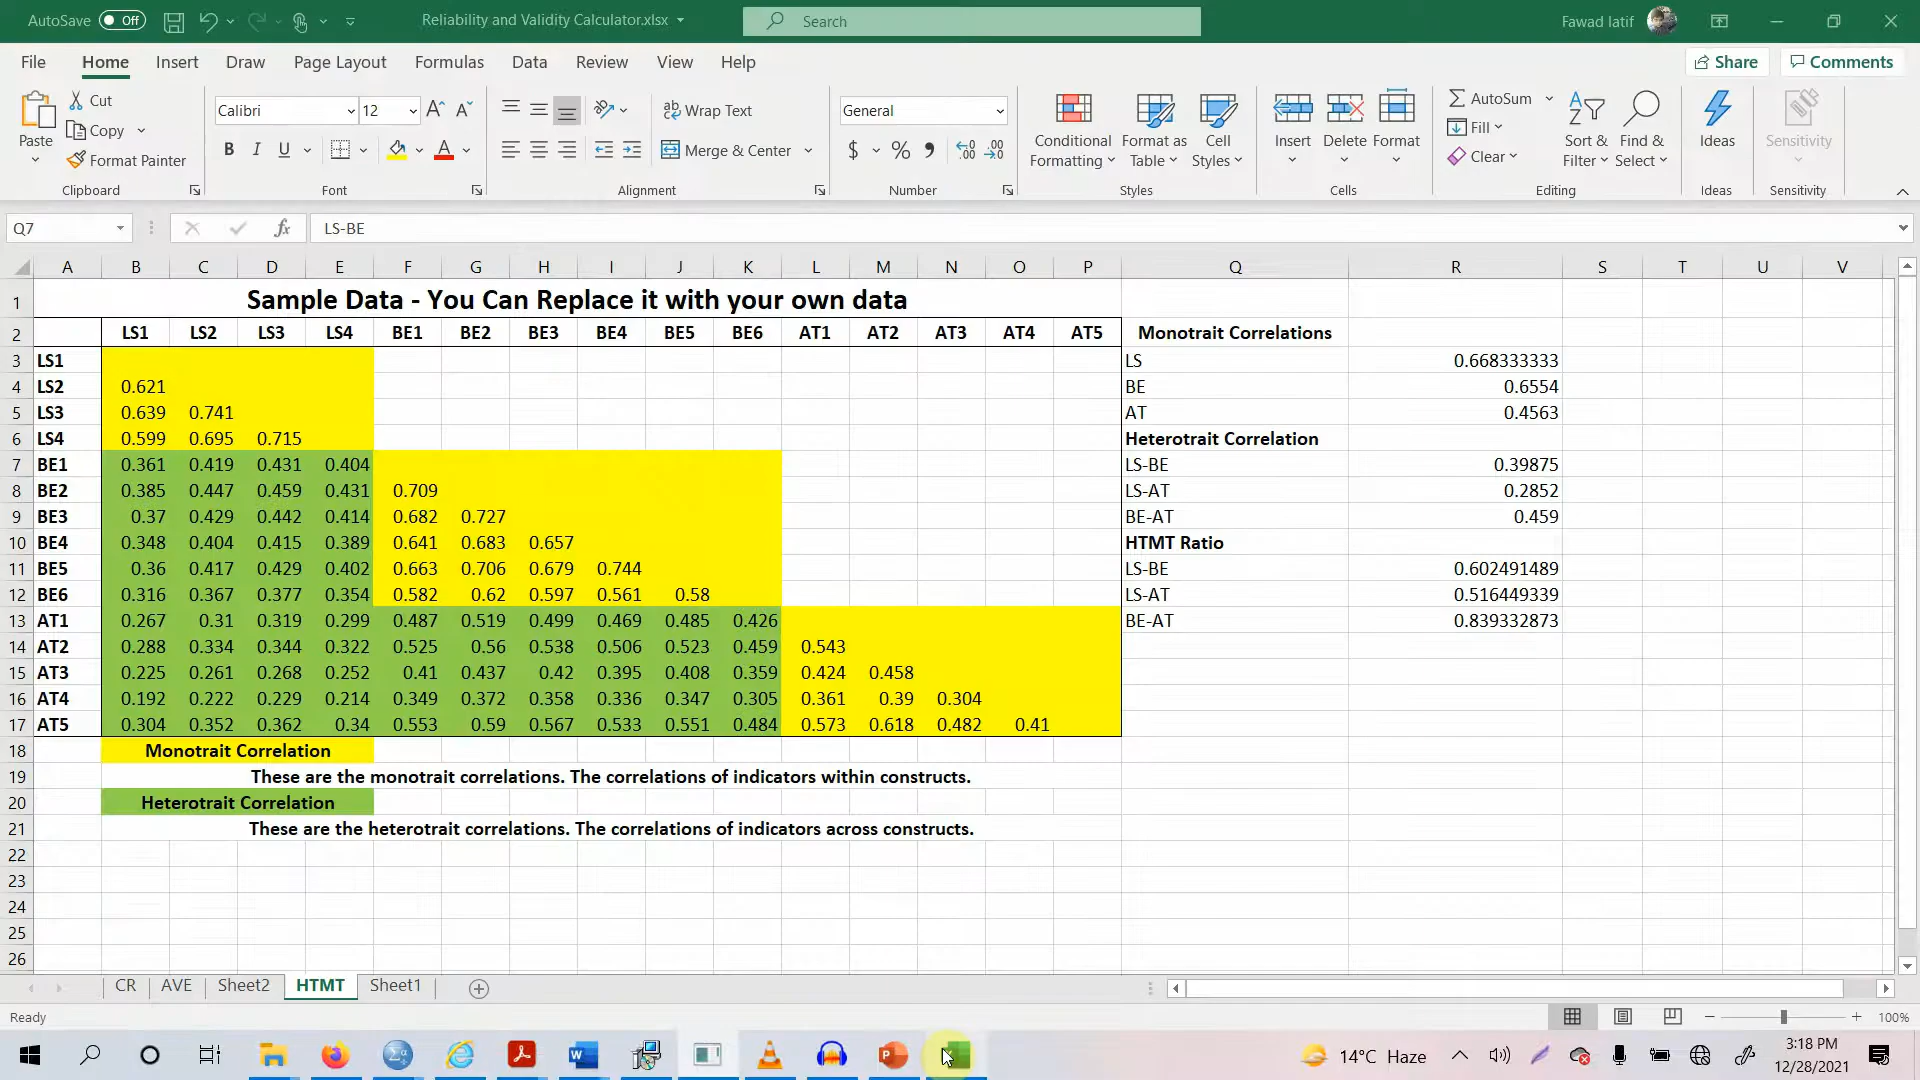 AutoSave Off Reliability and Validity Calculator.xlsx Search Fawad latif
File Home Insert Draw Page Layout Formulas Data Review View Help Share Comments
Paste Cut Copy Format Painter Clipboard
Calibri 12 A A B I U A Font
ab Wrap Text Merge & Center Alignment
General $ % Number
Conditional Formatting Format as Table Cell Styles Styles
Insert Delete Format Cells
AutoSum Fill Clear Sort & Filter Find & Select Editing
Ideas Ideas
Sensitivity Sensitivity
Q7 fx LS-BE
A B C D E F G H I J K L M N O P Q R S T U V
1 Sample Data - You Can Replace it with your own data
2 LS1 LS2 LS3 LS4 BE1 BE2 BE3 BE4 BE5 BE6 AT1 AT2 AT3 AT4 AT5 Monotrait Correlations
3 LS1 LS 0.668333333
4 LS2 0.621 BE 0.6554
5 LS3 0.639 0.741 AT 0.4563
6 LS4 0.599 0.695 0.715 Heterotrait Correlation
7 BE1 0.361 0.419 0.431 0.404 LS-BE 0.39875
8 BE2 0.385 0.447 0.459 0.431 0.709 LS-AT 0.2852
9 BE3 0.37 0.429 0.442 0.414 0.682 0.727 BE-AT 0.459
10 BE4 0.348 0.404 0.415 0.389 0.641 0.683 0.657 HTMT Ratio
11 BE5 0.36 0.417 0.429 0.402 0.663 0.706 0.679 0.744 LS-BE 0.602491489
12 BE6 0.316 0.367 0.377 0.354 0.582 0.62 0.597 0.561 0.58 LS-AT 0.516449339
13 AT1 0.267 0.31 0.319 0.299 0.487 0.519 0.499 0.469 0.485 0.426 BE-AT 0.839332873
14 AT2 0.288 0.334 0.344 0.322 0.525 0.56 0.538 0.506 0.523 0.459 0.543
15 AT3 0.225 0.261 0.268 0.252 0.41 0.437 0.42 0.395 0.408 0.359 0.424 0.458
16 AT4 0.192 0.222 0.229 0.214 0.349 0.372 0.358 0.336 0.347 0.305 0.361 0.39 0.304
17 AT5 0.304 0.352 0.362 0.34 0.553 0.59 0.567 0.533 0.551 0.484 0.573 0.618 0.482 0.41
18 Monotrait Correlation
19 These are the monotrait correlations. The correlations of indicators within constructs.
20 Heterotrait Correlation
21 These are the heterotrait correlations. The correlations of indicators across constructs.
22
23
24
25
26
CR AVE Sheet2 HTMT Sheet1
Ready 100%
14°C Haze 3:18 PM
12/28/2021